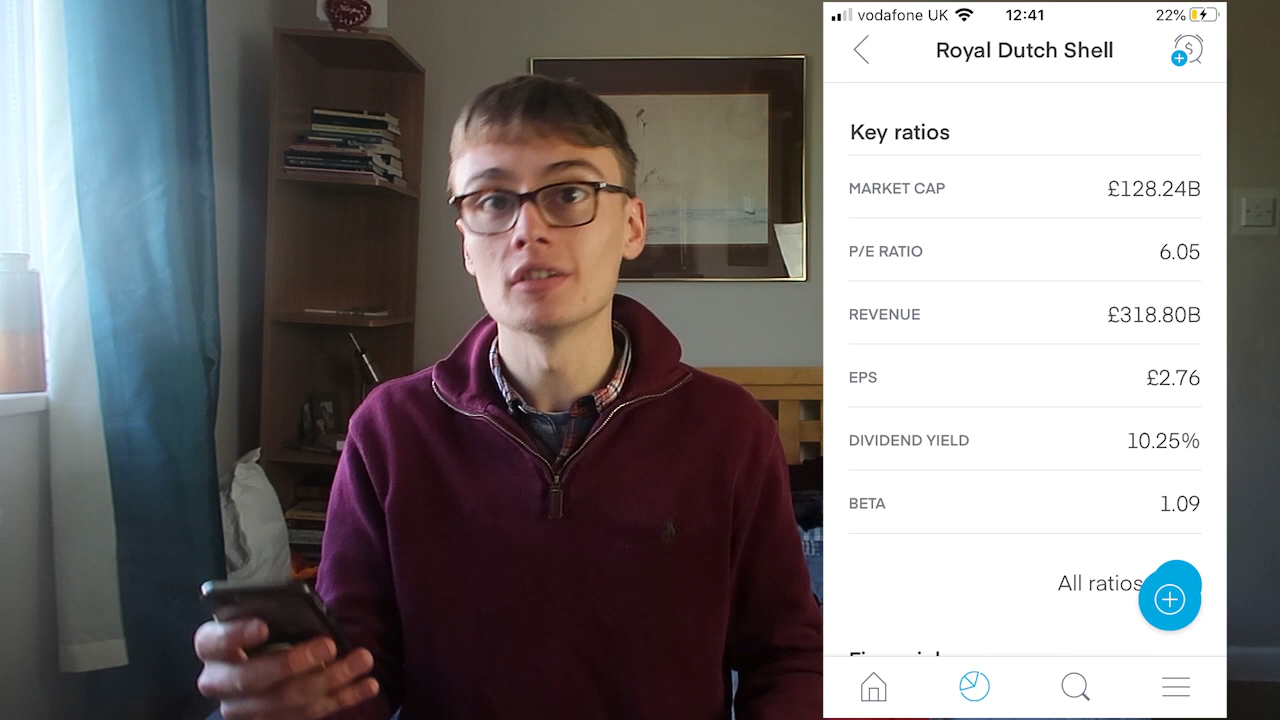 vodafone UK 12:41 22%
Royal Dutch Shell
Key ratios
MARKET CAP £128.24B
P/E RATIO 6.05
REVENUE £318.80B
EPS £2.76
DIVIDEND YIELD 10.25%
BETA 1.09
All ratios